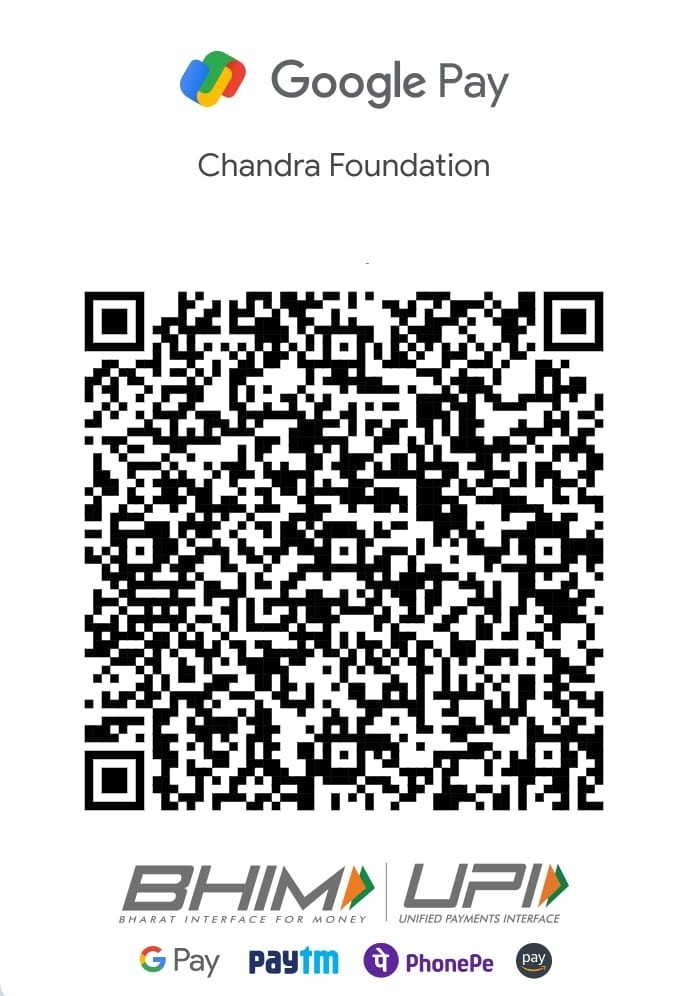 Google Pay
Chandra Foundation
BHIM UPI
BHARAT INTERFACE FOR MONEY UNIFIED PAYMENTS INTERFACE
G Pay paytm पे PhonePe pay